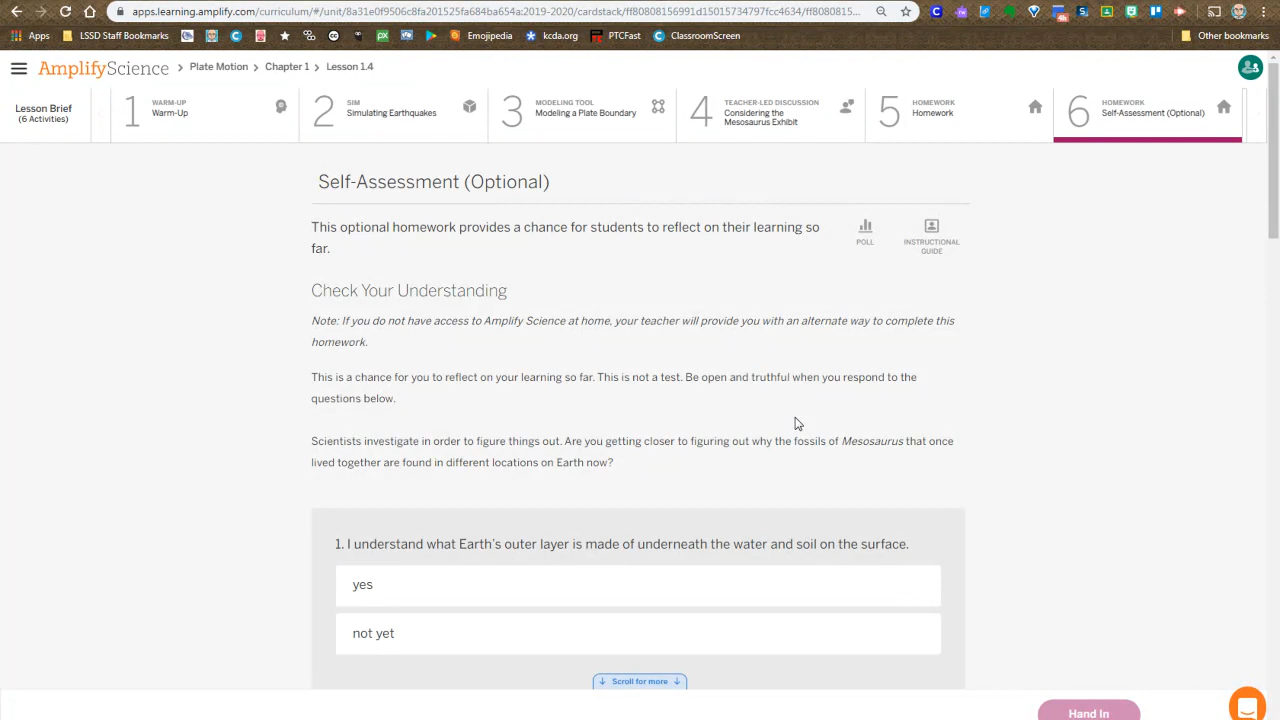 apps.learning.amplify.com/curriculum/#/unit/8a31e0f9506c8fa201525fa684ba654a:2019-2020/cardstack/ff80808156991d15015734797fcc4634/ff80808...
Apps
LSSD Staff Bookmarks
Emojipedia
kcda.org
PTCFast
ClassroomScreen
Other bookmarks
AmplifyScience > Plate Motion > Chapter 1 > Lesson 1.4
Lesson Brief
(6 Activities)
1
WARM-UP
Warm-Up
2
SIM
Simulating Earthquakes
3
MODELING TOOL
Modeling a Plate Boundary
4
TEACHER-LED DISCUSSION
Considering the
Mesosaurus Exhibit
5
HOMEWORK
Homework
6
HOMEWORK
Self-Assessment (Optional)
Self-Assessment (Optional)
This optional homework provides a chance for students to reflect on their learning so
far.
POLL
INSTRUCTIONAL
GUIDE
Check Your Understanding
Note: If you do not have access to Amplify Science at home, your teacher will provide you with an alternate way to complete this
homework.
This is a chance for you to reflect on your learning so far. This is not a test. Be open and truthful when you respond to the
questions below.
Scientists investigate in order to figure things out. Are you getting closer to figuring out why the fossils of Mesosaurus that once
lived together are found in different locations on Earth now?
1. I understand what Earth's outer layer is made of underneath the water and soil on the surface.
yes
not yet
↓ Scroll for more ↓
Hand In